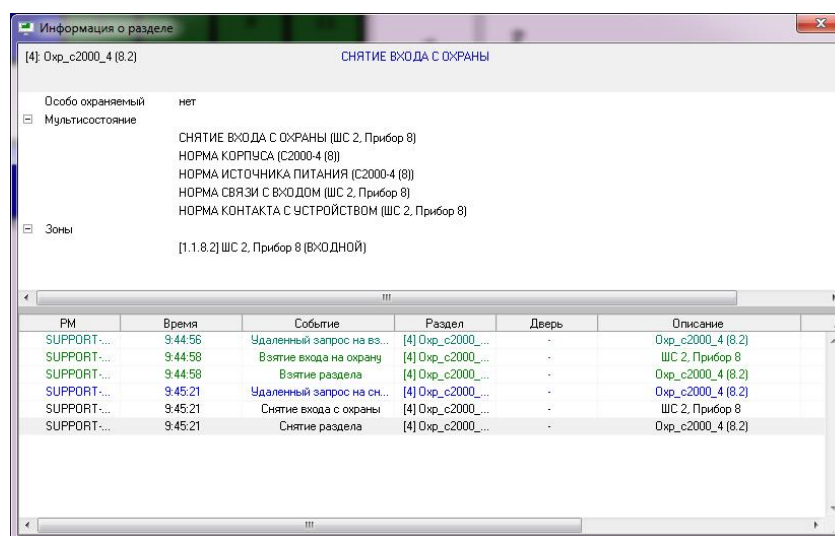 Информация о разделе
[4]: Охр_с2000_4 (8.2) СНЯТИЕ ВХОДА С ОХРАНЫ
Особо охраняемый нет
Мультисостояние
СНЯТИЕ ВХОДА С ОХРАНЫ (ШС 2, Прибор 8)
НОРМА КОРПУСА (С2000-4 (8))
НОРМА ИСТОЧНИКА ПИТАНИЯ (С2000-4 (8))
НОРМА СВЯЗИ С ВХОДОМ (ШС 2, Прибор 8)
НОРМА КОНТАКТА С УСТРОЙСТВОМ (ШС 2, Прибор 8)
Зоны
[1.1.8.2] ШС 2, Прибор 8 (ВХОДНОЙ)
РМ Время Событие Раздел Дверь Описание
SUPPORT-... 9:44:56 Удаленный запрос на вз... [4] Охр_с2000_... - Охр_с2000_4 (8.2)
SUPPORT-... 9:44:58 Взятие входа на охрану [4] Охр_с2000_... - ШС 2, Прибор 8
SUPPORT-... 9:44:58 Взятие раздела [4] Охр_с2000_... - Охр_с2000_4 (8.2)
SUPPORT-... 9:45:21 Удаленный запрос на сн... [4] Охр_с2000_... - Охр_с2000_4 (8.2)
SUPPORT-... 9:45:21 Снятие входа с охраны [4] Охр_с2000_... - ШС 2, Прибор 8
SUPPORT-... 9:45:21 Снятие раздела [4] Охр_с2000_... - Охр_с2000_4 (8.2)